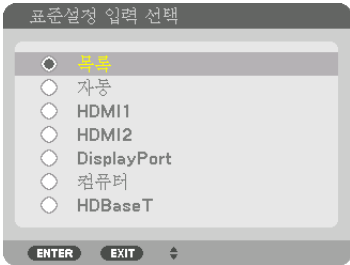 표준설정 입력 선택
목록
자동
HDMI1
HDMI2
DisplayPort
컴퓨터
HDBaseT
ENTER EXIT